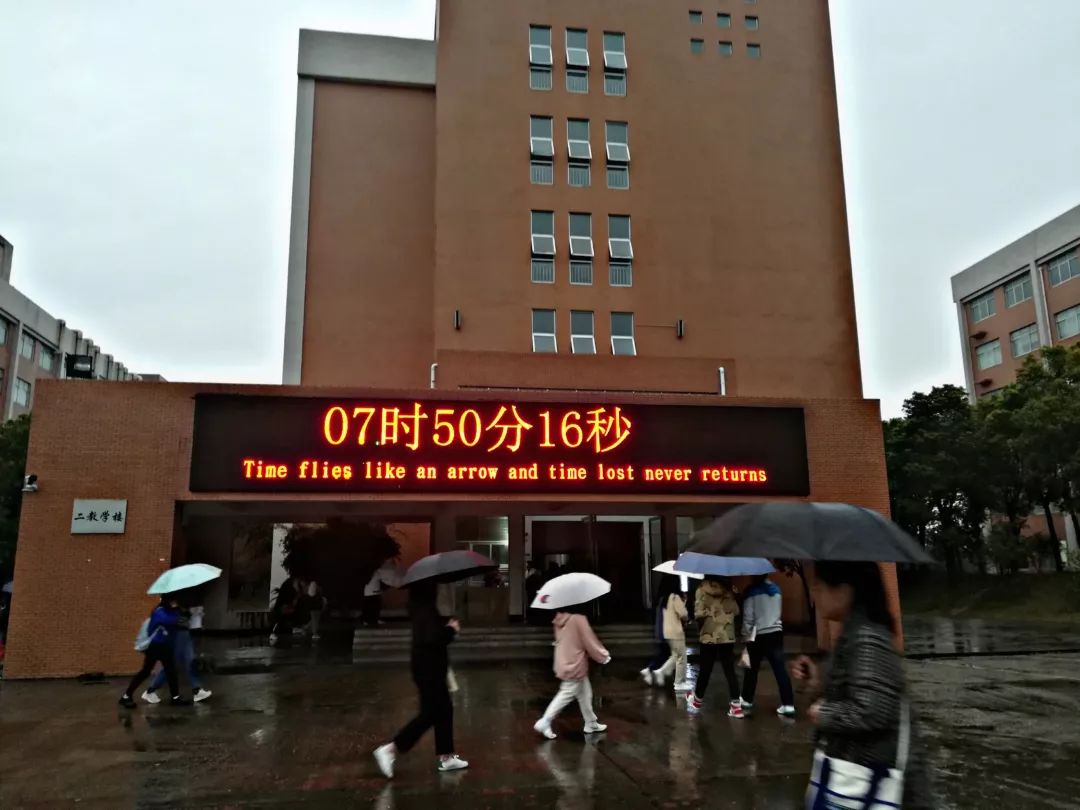 07时50分16秒
Time flies like an arrow and time lost never returns
二教学楼